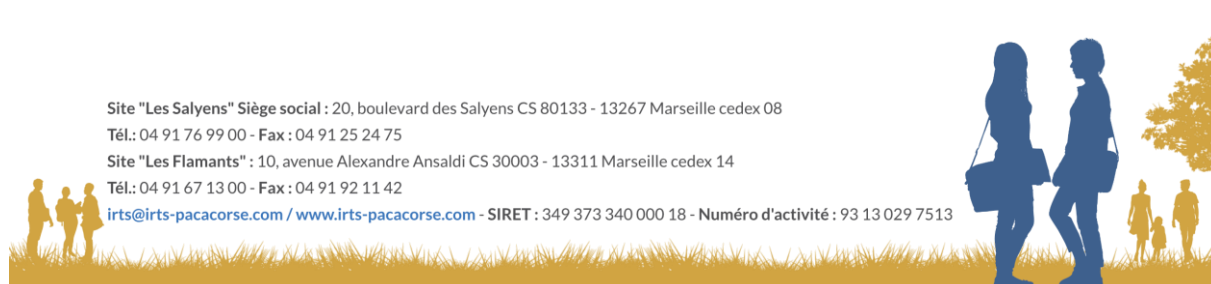 Site "Les Salyens" Siège social : 20, boulevard des Salyens CS 80133 - 13267 Marseille cedex 08
Tél.: 04 91 76 99 00 - Fax : 04 91 25 24 75
Site "Les Flamants" : 10, avenue Alexandre Ansaldi CS 30003 - 13311 Marseille cedex 14
Tél.: 04 91 67 13 00 - Fax : 04 91 92 11 42
irts@irts-pacacorse.com / www.irts-pacacorse.com - SIRET : 349 373 340 000 18 - Numéro d'activité : 93 13 029 7513